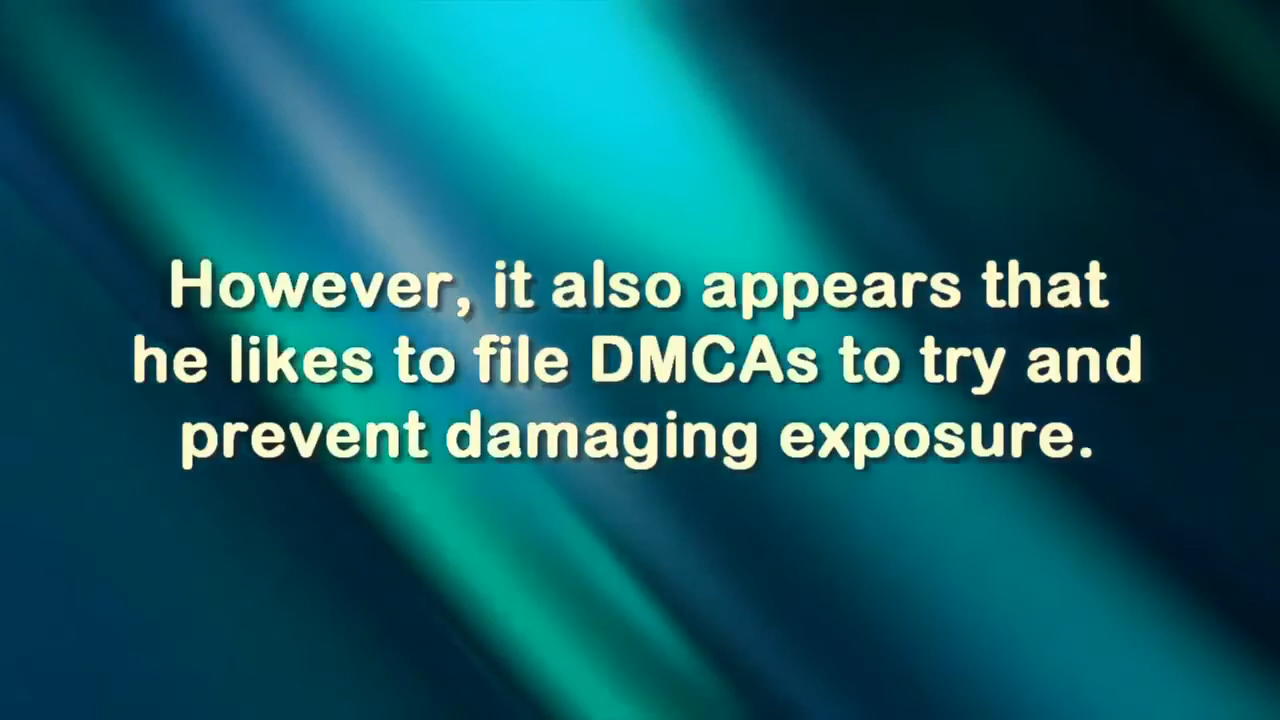 However, it also appears that
he likes to file DMCAs to try and
prevent damaging exposure.